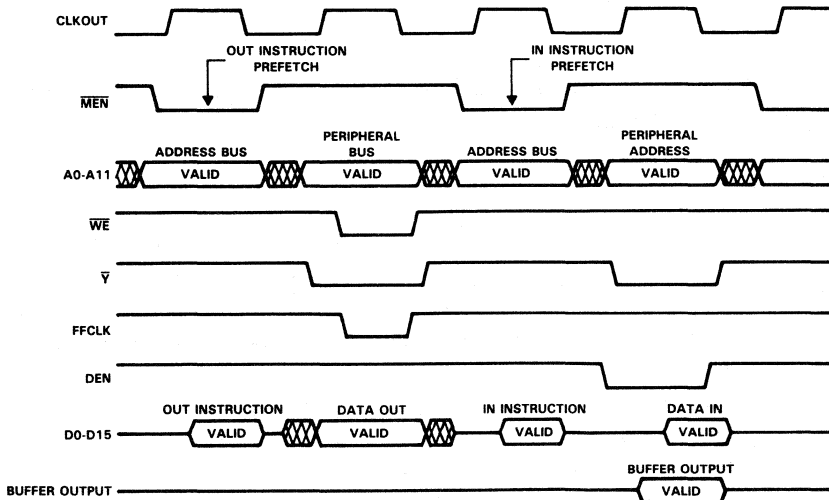 CLKOUT
OUT INSTRUCTION
PREFETCH
IN INSTRUCTION
PREFETCH
MEN
ADDRESS BUS
PERIPHERAL
BUS
ADDRESS BUS
PERIPHERAL
ADDRESS
A0-A11
VALID
VALID
VALID
VALID
WE
Y
FFCLK
DEN
OUT INSTRUCTION
DATA OUT
IN INSTRUCTION
DATA IN
D0-D15
VALID
VALID
VALID
VALID
BUFFER OUTPUT
BUFFER OUTPUT
VALID